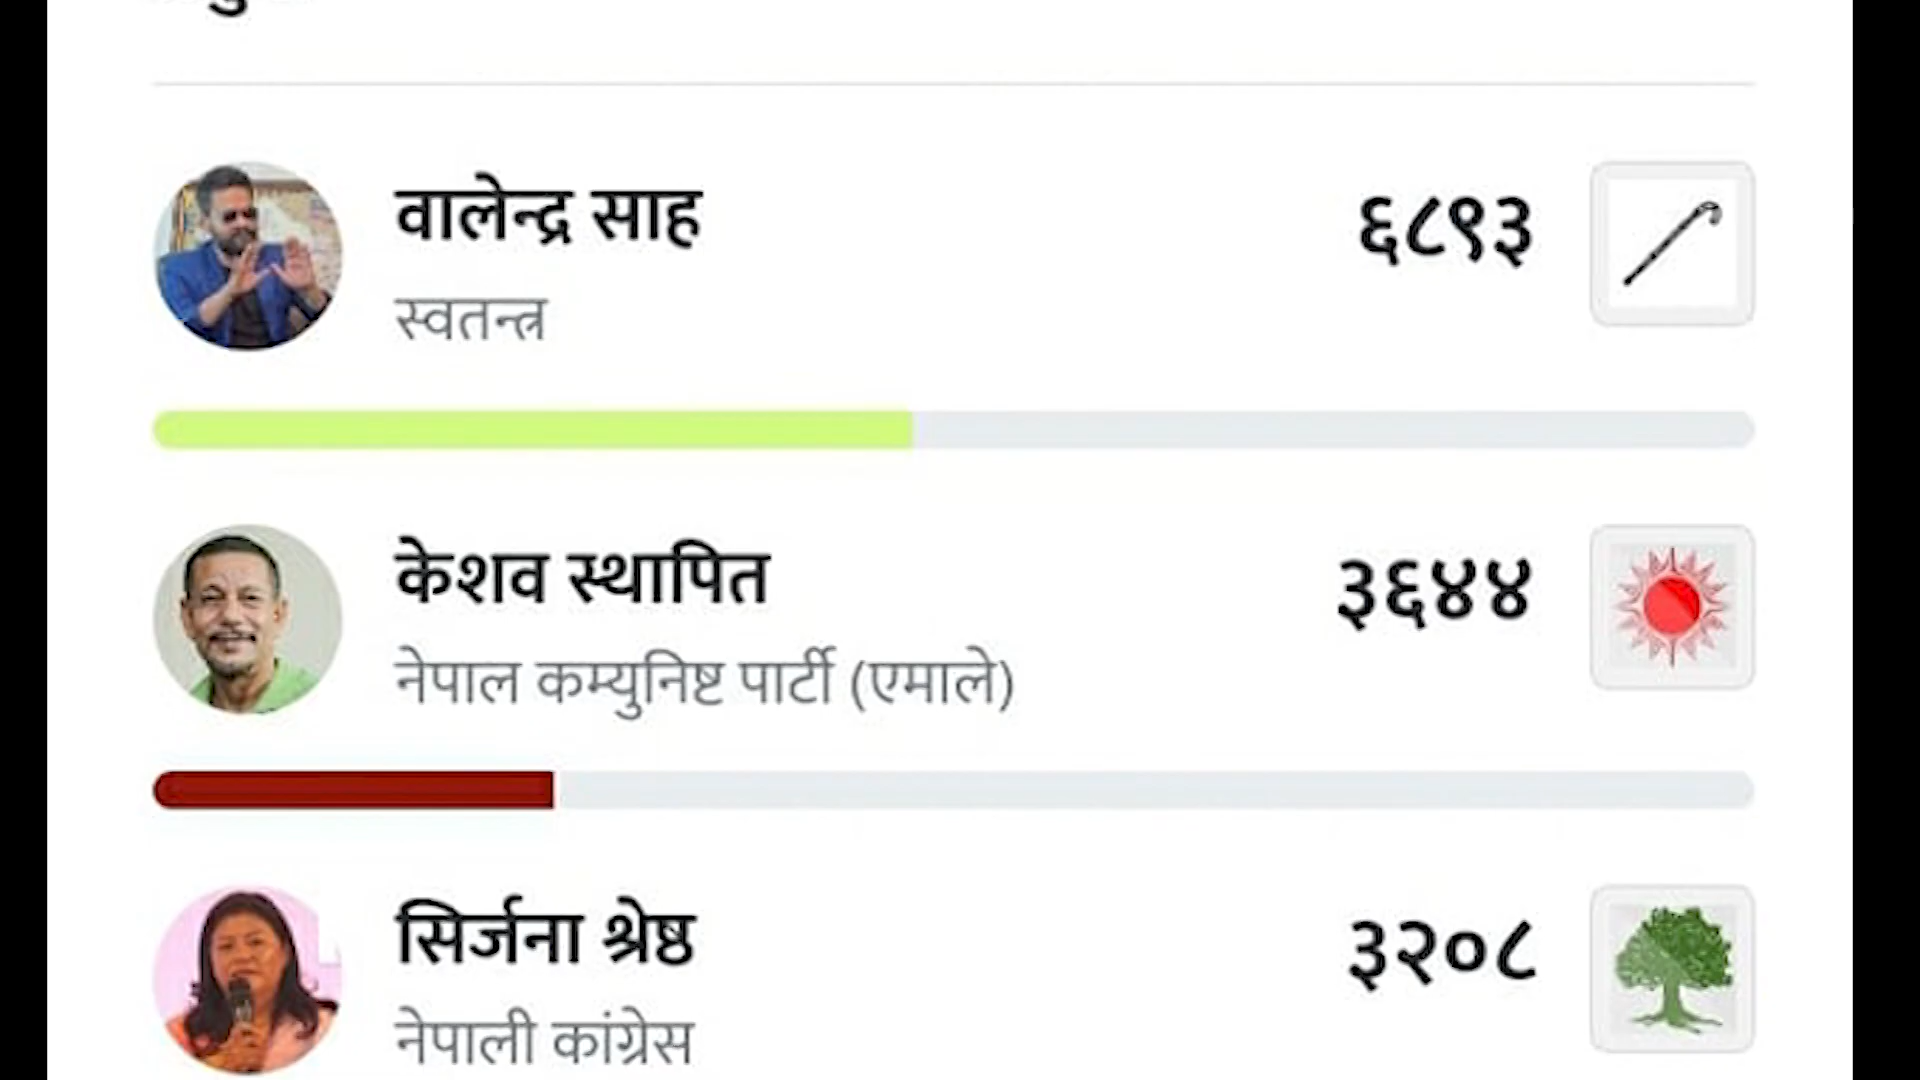 वालेन्द्र साह
६८९३
स्वतन्त्र
केशव स्थापित
३६४४
नेपाल कम्युनिष्ट पार्टी (एमाले)
सिर्जना श्रेष्ठ
३२०८
नेपाली कांग्रेस